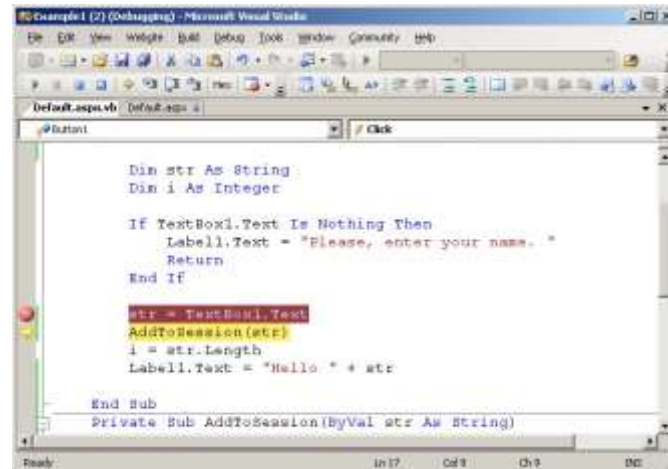 Example1 (2) (Debugging) - Microsoft Visual Studio
File Edit View Website Build Debug Tools Window Community Help
Default.aspx.vb Default.aspx
Button1 Click
Dim str As String
Dim i As Integer
If TextBox1.Text Is Nothing Then
Label1.Text = "Please, enter your name. "
Return
End If
str = TextBox1.Text
AddToSession(str)
i = str.Length
Label1.Text = "Hello " + str
End Sub
Private Sub AddToSession(ByVal str As String)
Ready Ln 17 Col 9 Ch 9 INS